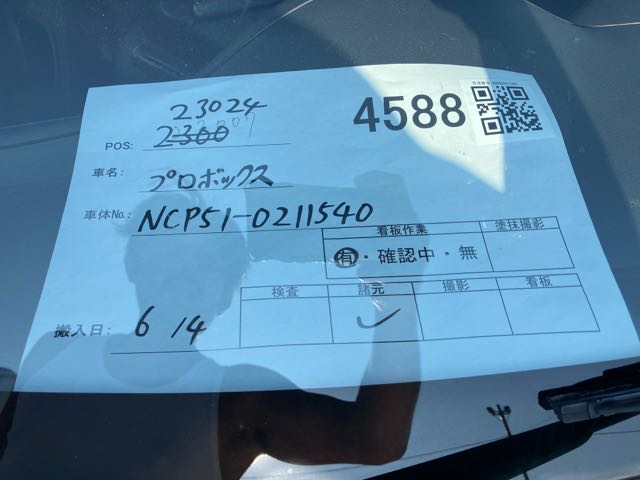 23024
4588
POS: 2300
車名: プロボックス
車体No.: NCP51-0211540
看板作業 塗抹撮影
有・確認中・無
検査 諸元 撮影 看板
搬入日: 6/4